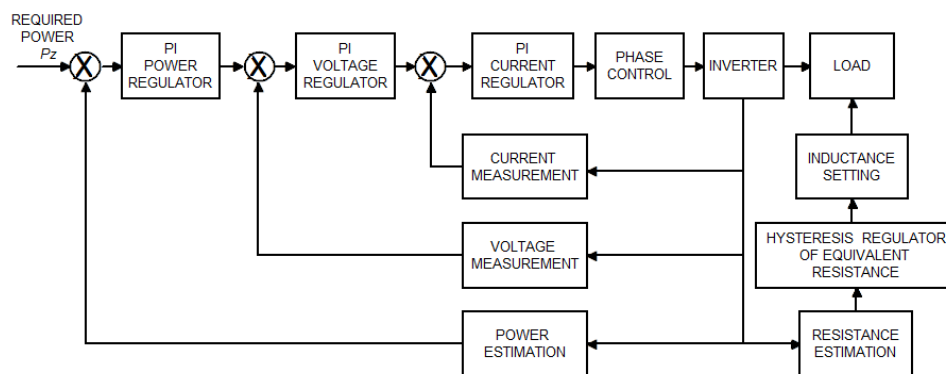 REQUIRED
POWER
Pz
X
PI
POWER
REGULATOR
X
PI
VOLTAGE
REGULATOR
X
PI
CURRENT
REGULATOR
PHASE
CONTROL
INVERTER
LOAD
CURRENT
MEASUREMENT
INDUCTANCE
SETTING
VOLTAGE
MEASUREMENT
HYSTERESIS REGULATOR
OF EQUIVALENT
RESISTANCE
POWER
ESTIMATION
RESISTANCE
ESTIMATION